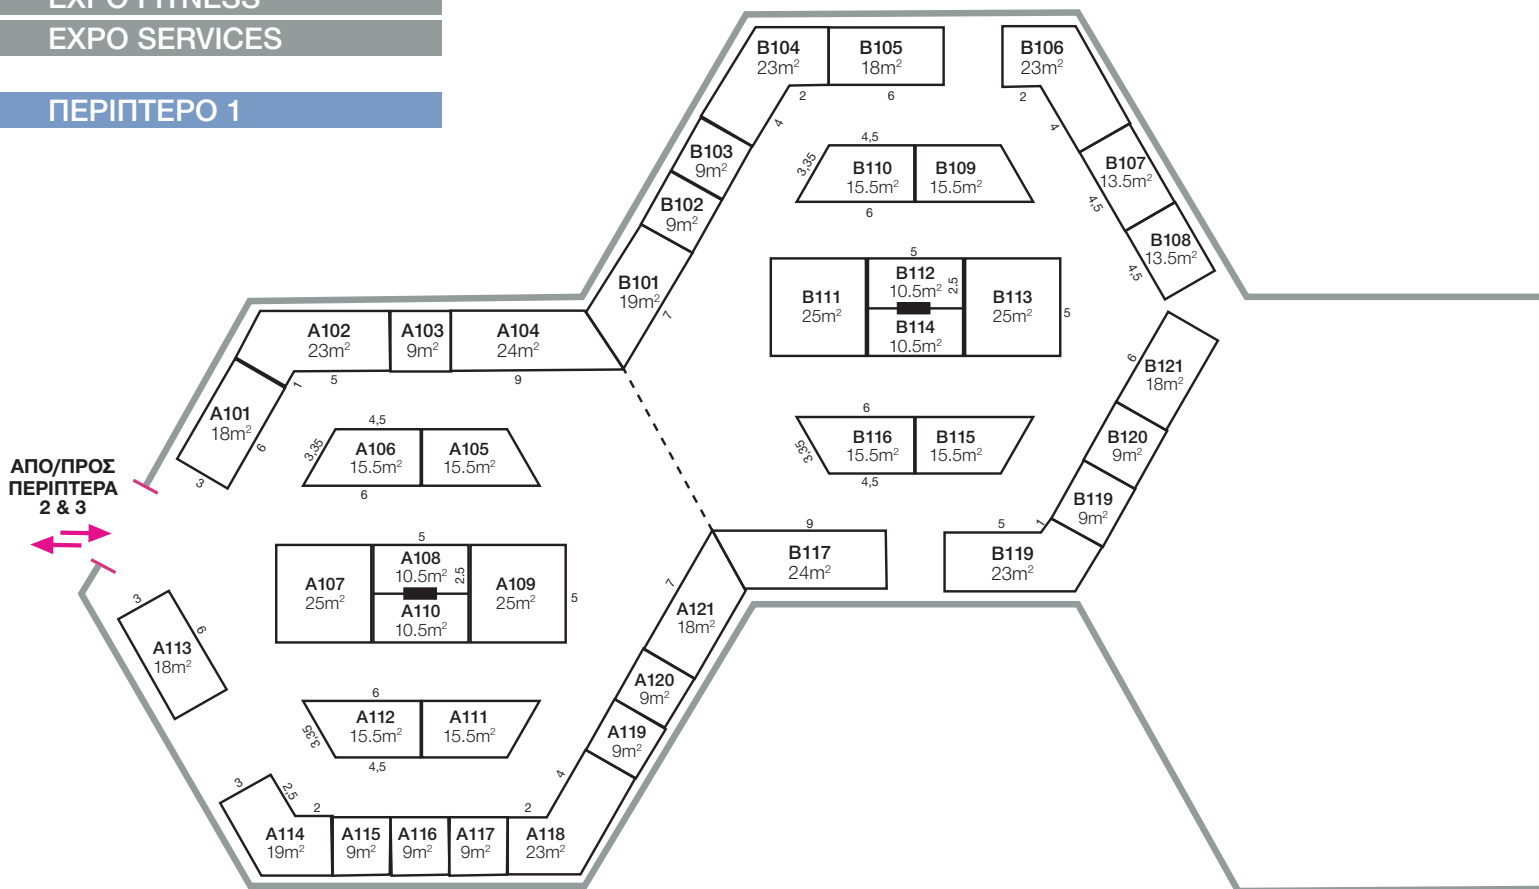 EXPO FITNESS
EXPO SERVICES
ΠΕΡΙΠΤΕΡΟ 1
B104
23m²
B105
18m²
2
6
4
B106
23m²
2
4
B103
9m²
B102
9m²
B101
19m²
7
4,5
3,35
B110
15.5m²
B109
15.5m²
6
B107
13.5m²
4,5
B108
13.5m²
4,5
5
B111
25m²
B112
10.5m²
2.5
B113
25m²
5
B114
10.5m²
A102
23m²
A103
9m²
A104
24m²
1
5
9
A101
18m²
6
3
B121
18m²
6
B120
9m²
B119
9m²
4,5
3,35
A106
15.5m²
A105
15.5m²
6
6
B116
15.5m²
B115
15.5m²
3,35
4,5
ΑΠΟ/ΠΡΟΣ
ΠΕΡΙΠΤΕΡΑ
2 & 3
9
B117
24m²
5
1
B119
23m²
5
A107
25m²
A108
10.5m²
2.5
A109
25m²
5
A110
10.5m²
3
6
A113
18m²
7
A121
18m²
A120
9m²
A119
9m²
4
6
A112
15.5m²
A111
15.5m²
3,35
4,5
3
2,5
2
2
A114
19m²
A115
9m²
A116
9m²
A117
9m²
A118
23m²